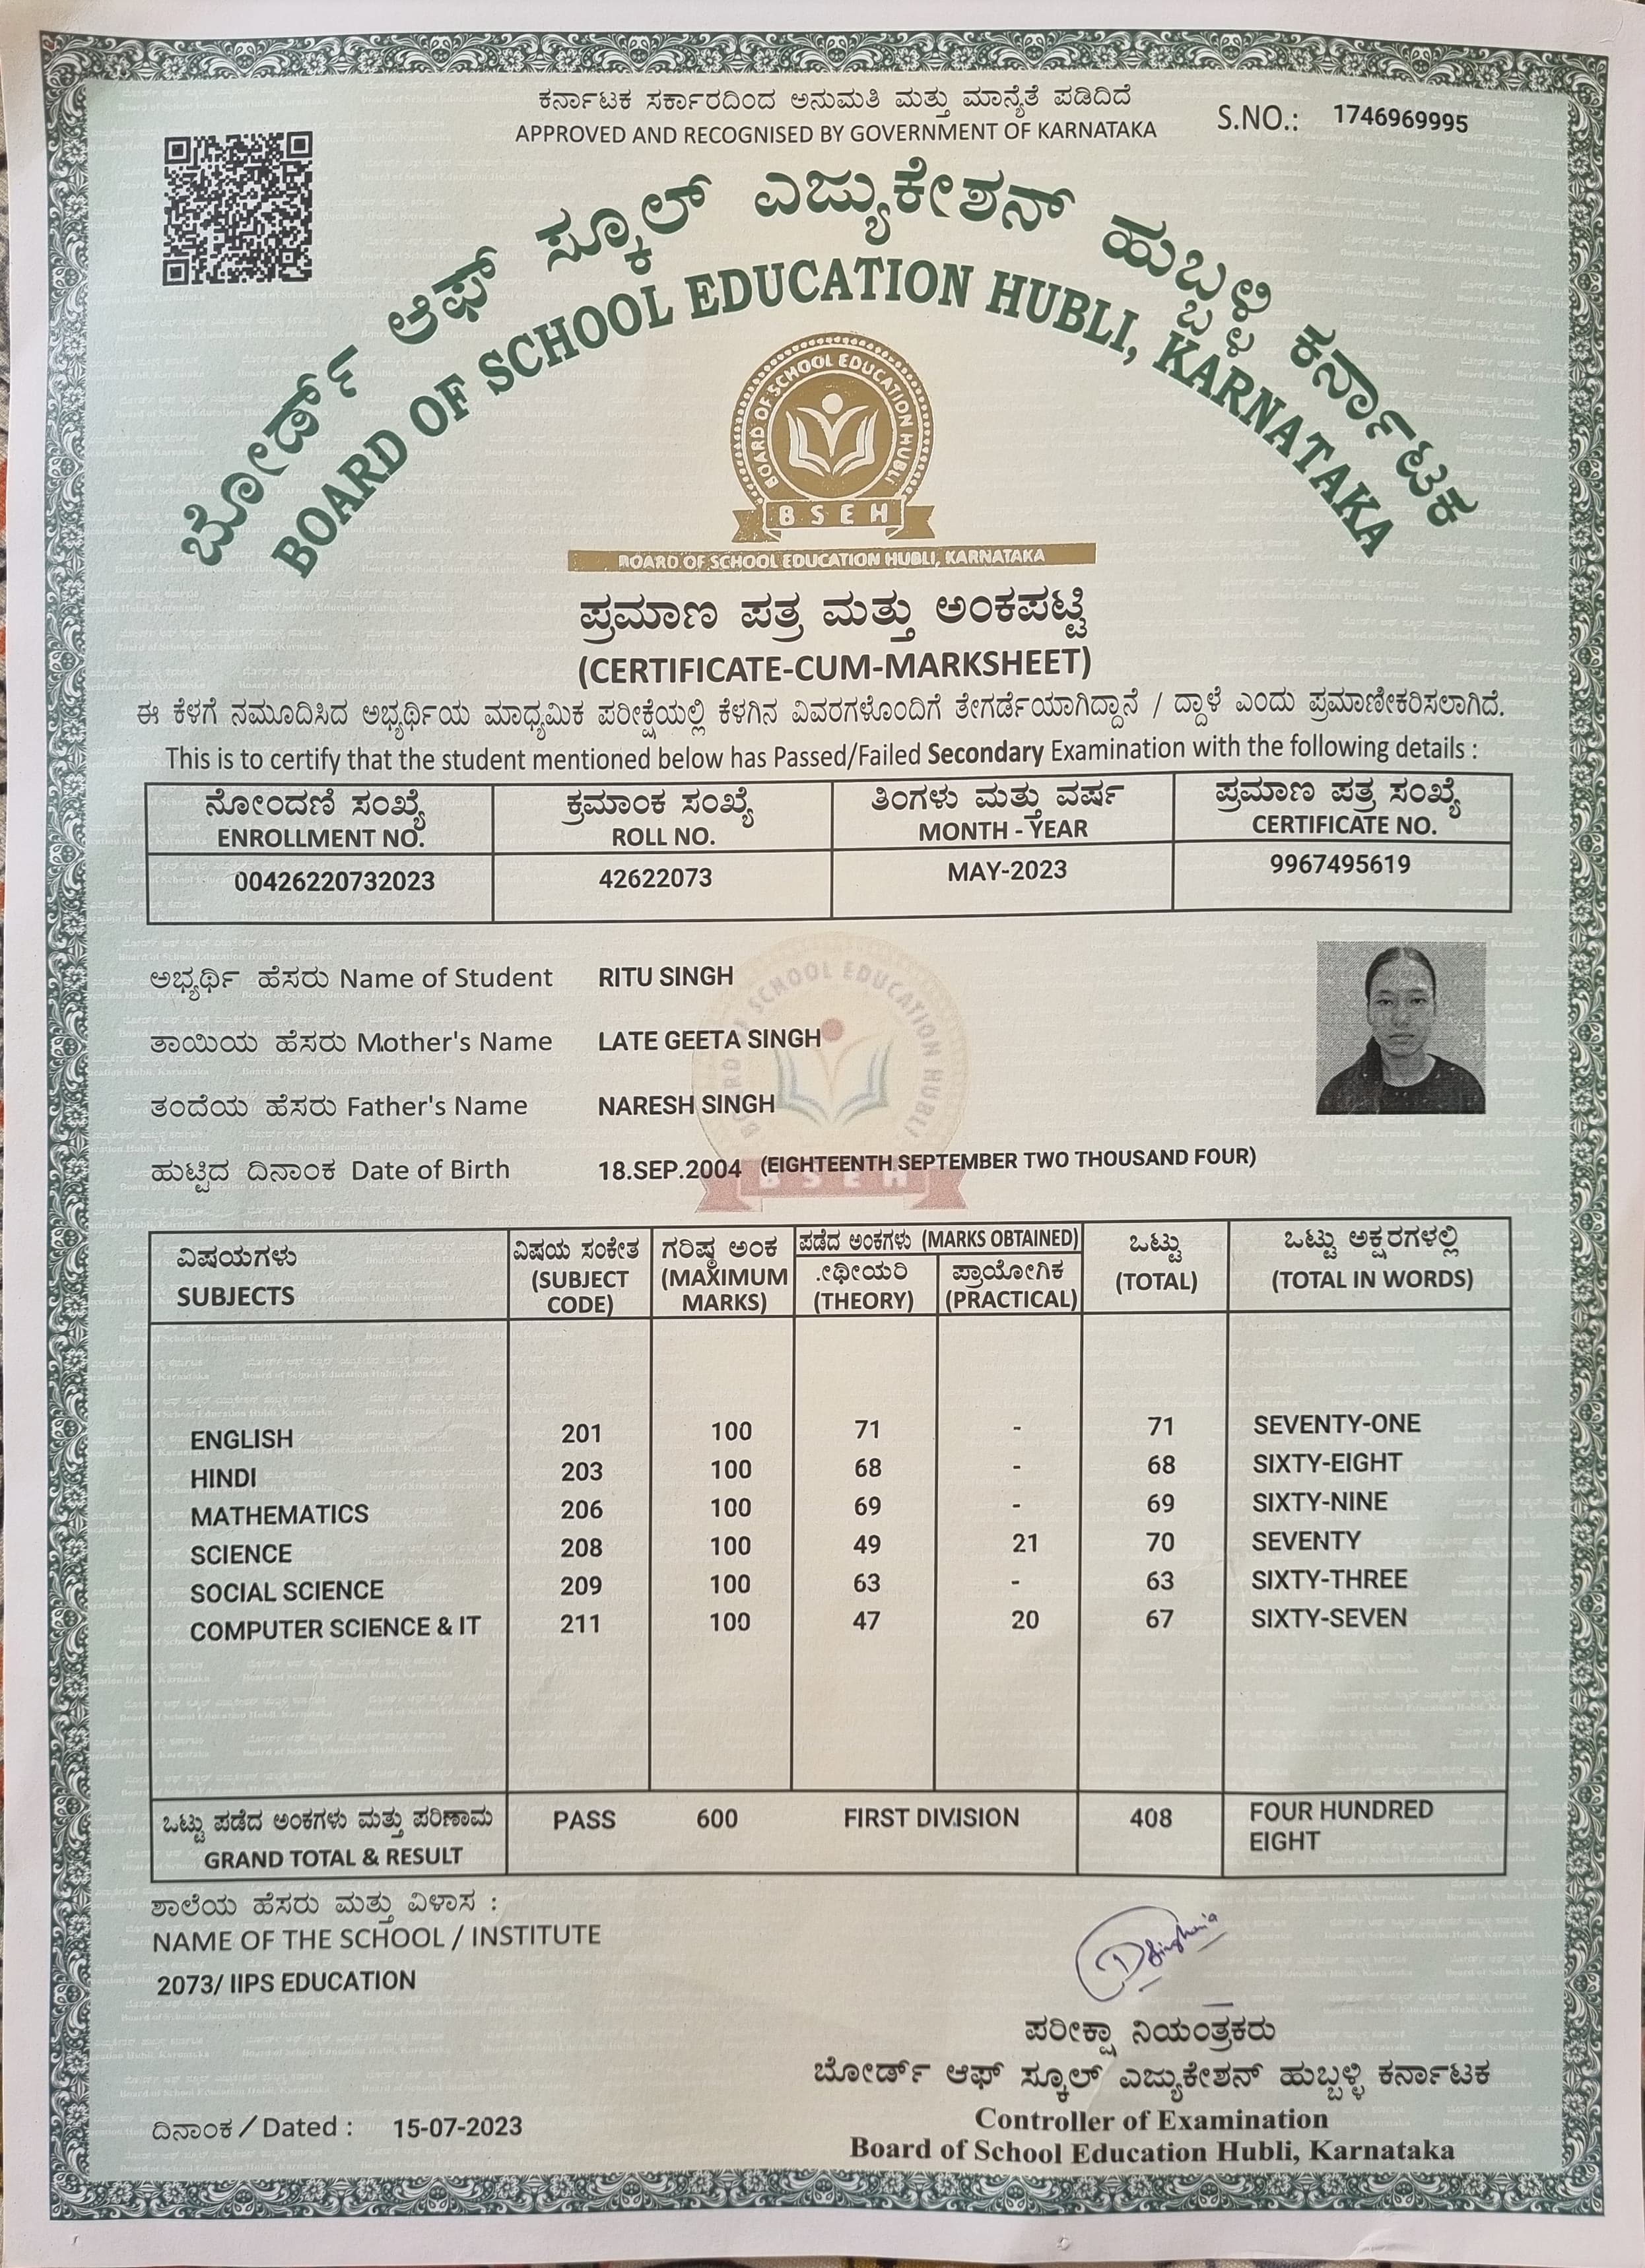 ಕರ್ನಾಟಕ ಸರ್ಕಾರದಿಂದ ಅನುಮತಿ ಮತ್ತು ಮಾನ್ಯತೆ ಪಡಿದಿದೆ
APPROVED AND RECOGNISED BY GOVERNMENT OF KARNATAKA
S.NO.: 1746969995
ಬೋರ್ಡ್ ಆಫ್ ಸ್ಕೂಲ್ ಎಜ್ಯುಕೇಶನ್ ಹುಬ್ಬಳ್ಳಿ ಕರ್ನಾಟಕ
BOARD OF SCHOOL EDUCATION HUBLI, KARNATAKA
BOARD OF SCHOOL EDUCATION HUBLI
BSEH
BOARD OF SCHOOL EDUCATION HUBLI, KARNATAKA
ಪ್ರಮಾಣ ಪತ್ರ ಮತ್ತು ಅಂಕಪಟ್ಟಿ
(CERTIFICATE-CUM-MARKSHEET)
ಈ ಕೆಳಗೆ ನಮೂದಿಸಿದ ಅಭ್ಯರ್ಥಿಯ ಮಾಧ್ಯಮಿಕ ಪರೀಕ್ಷೆಯಲ್ಲಿ ಕೆಳಗಿನ ವಿವರಗಳೊಂದಿಗೆ ತೇಗರ್ಡೆಯಾಗಿದ್ದಾನೆ / ದ್ದಾಳೆ ಎಂದು ಪ್ರಮಾಣೀಕರಿಸಲಾಗಿದೆ.
This is to certify that the student mentioned below has Passed/Failed Secondary Examination with the following details :
ನೋಂದಣಿ ಸಂಖ್ಯೆ ಕ್ರಮಾಂಕ ಸಂಖ್ಯೆ ತಿಂಗಳು ಮತ್ತು ವರ್ಷ ಪ್ರಮಾಣ ಪತ್ರ ಸಂಖ್ಯೆ
ENROLLMENT NO. ROLL NO. MONTH - YEAR CERTIFICATE NO.
00426220732023 42622073 MAY-2023 9967495619
ಅಭ್ಯರ್ಥಿ ಹೆಸರು Name of Student RITU SINGH
ತಾಯಿಯ ಹೆಸರು Mother's Name LATE GEETA SINGH
ತಂದೆಯ ಹೆಸರು Father's Name NARESH SINGH
ಹುಟ್ಟಿದ ದಿನಾಂಕ Date of Birth 18.SEP.2004 (EIGHTEENTH SEPTEMBER TWO THOUSAND FOUR)
ವಿಷಯಗಳು ವಿಷಯ ಸಂಕೇತ ಗರಿಷ್ಠ ಅಂಕ ಪಡೆದ ಅಂಕಗಳು (MARKS OBTAINED) ಒಟ್ಟು ಒಟ್ಟು ಅಕ್ಷರಗಳಲ್ಲಿ
SUBJECTS (SUBJECT CODE) (MAXIMUM MARKS) ಥೀಯರಿ (THEORY) ಪ್ರಾಯೋಗಿಕ (PRACTICAL) (TOTAL) (TOTAL IN WORDS)
ENGLISH 201 100 71 - 71 SEVENTY-ONE
HINDI 203 100 68 - 68 SIXTY-EIGHT
MATHEMATICS 206 100 69 - 69 SIXTY-NINE
SCIENCE 208 100 49 21 70 SEVENTY
SOCIAL SCIENCE 209 100 63 - 63 SIXTY-THREE
COMPUTER SCIENCE & IT 211 100 47 20 67 SIXTY-SEVEN
ಒಟ್ಟು ಪಡೆದ ಅಂಕಗಳು ಮತ್ತು ಪರಿಣಾಮ
GRAND TOTAL & RESULT PASS 600 FIRST DIVISION 408 FOUR HUNDRED EIGHT
ಶಾಲೆಯ ಹೆಸರು ಮತ್ತು ವಿಳಾಸ :
NAME OF THE SCHOOL / INSTITUTE
2073/ IIPS EDUCATION
ಪರೀಕ್ಷಾ ನಿಯಂತ್ರಕರು
ಬೋರ್ಡ್ ಆಫ್ ಸ್ಕೂಲ್ ಎಜ್ಯುಕೇಶನ್ ಹುಬ್ಬಳ್ಳಿ ಕರ್ನಾಟಕ
Controller of Examination
Board of School Education Hubli, Karnataka
ದಿನಾಂಕ / Dated : 15-07-2023